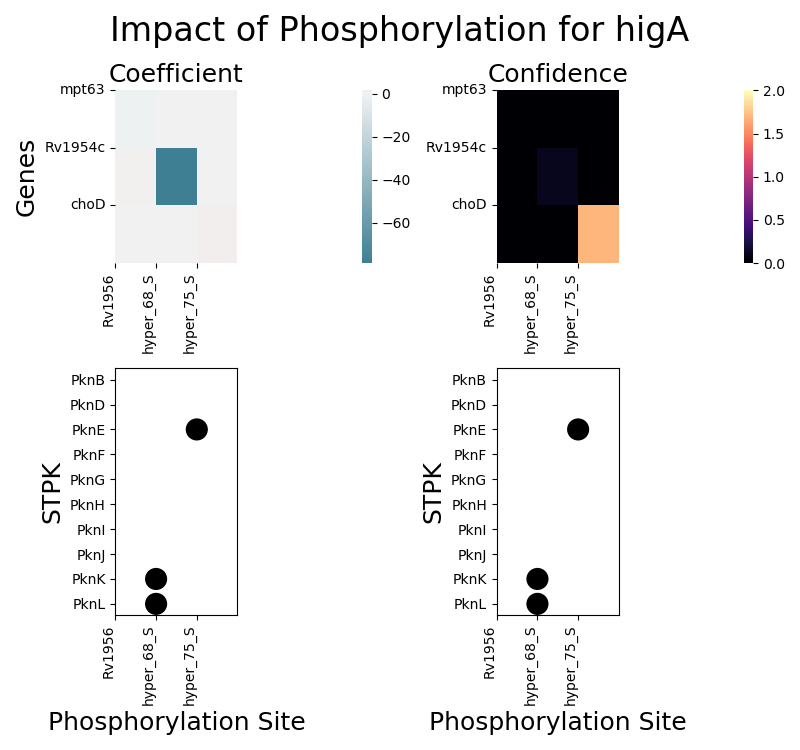 Impact of Phosphorylation for higA
Coefficient
Confidence
Genes
mpt63
Rv1954c
choD
0
−20
−40
−60
Rv1956
hyper_68_S
hyper_75_S
mpt63
Rv1954c
choD
2.0
1.5
1.0
0.5
0.0
Rv1956
hyper_68_S
hyper_75_S
STPK
PknB
PknD
PknE
PknF
PknG
PknH
PknI
PknJ
PknK
PknL
Rv1956
hyper_68_S
hyper_75_S
Phosphorylation Site
STPK
PknB
PknD
PknE
PknF
PknG
PknH
PknI
PknJ
PknK
PknL
Rv1956
hyper_68_S
hyper_75_S
Phosphorylation Site